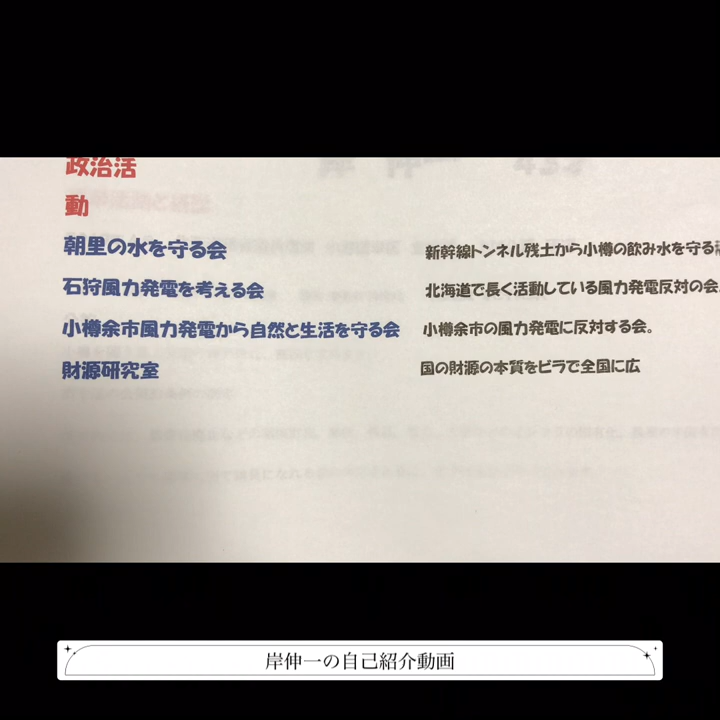 政治活
動
朝里の水を守る会 新幹線トンネル残土から小樽の飲み水を守る
石狩風力発電を考える会 北海道で長く活動している風力発電反対の会
小樽余市風力発電から自然と生活を守る会 小樽余市の風力発電に反対する会。
財源研究室 国の財源の本質をビラで全国に広
岸伸一の自己紹介動画